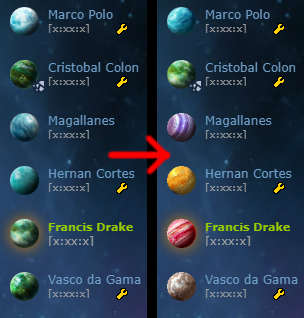 Marco Polo
[x:xx:x]
Cristobal Colon
[x:xx:x]
Magallanes
[x:xx:x]
Hernan Cortes
[x:xx:x]
Francis Drake
[x:xx:x]
Vasco da Gama
[x:xx:x]
Marco Polo
[x:xx:x]
Cristobal Colon
[x:xx:x]
Magallanes
[x:xx:x]
Hernan Cortes
[x:xx:x]
Francis Drake
[x:xx:x]
Vasco da Gama
[x:xx:x]